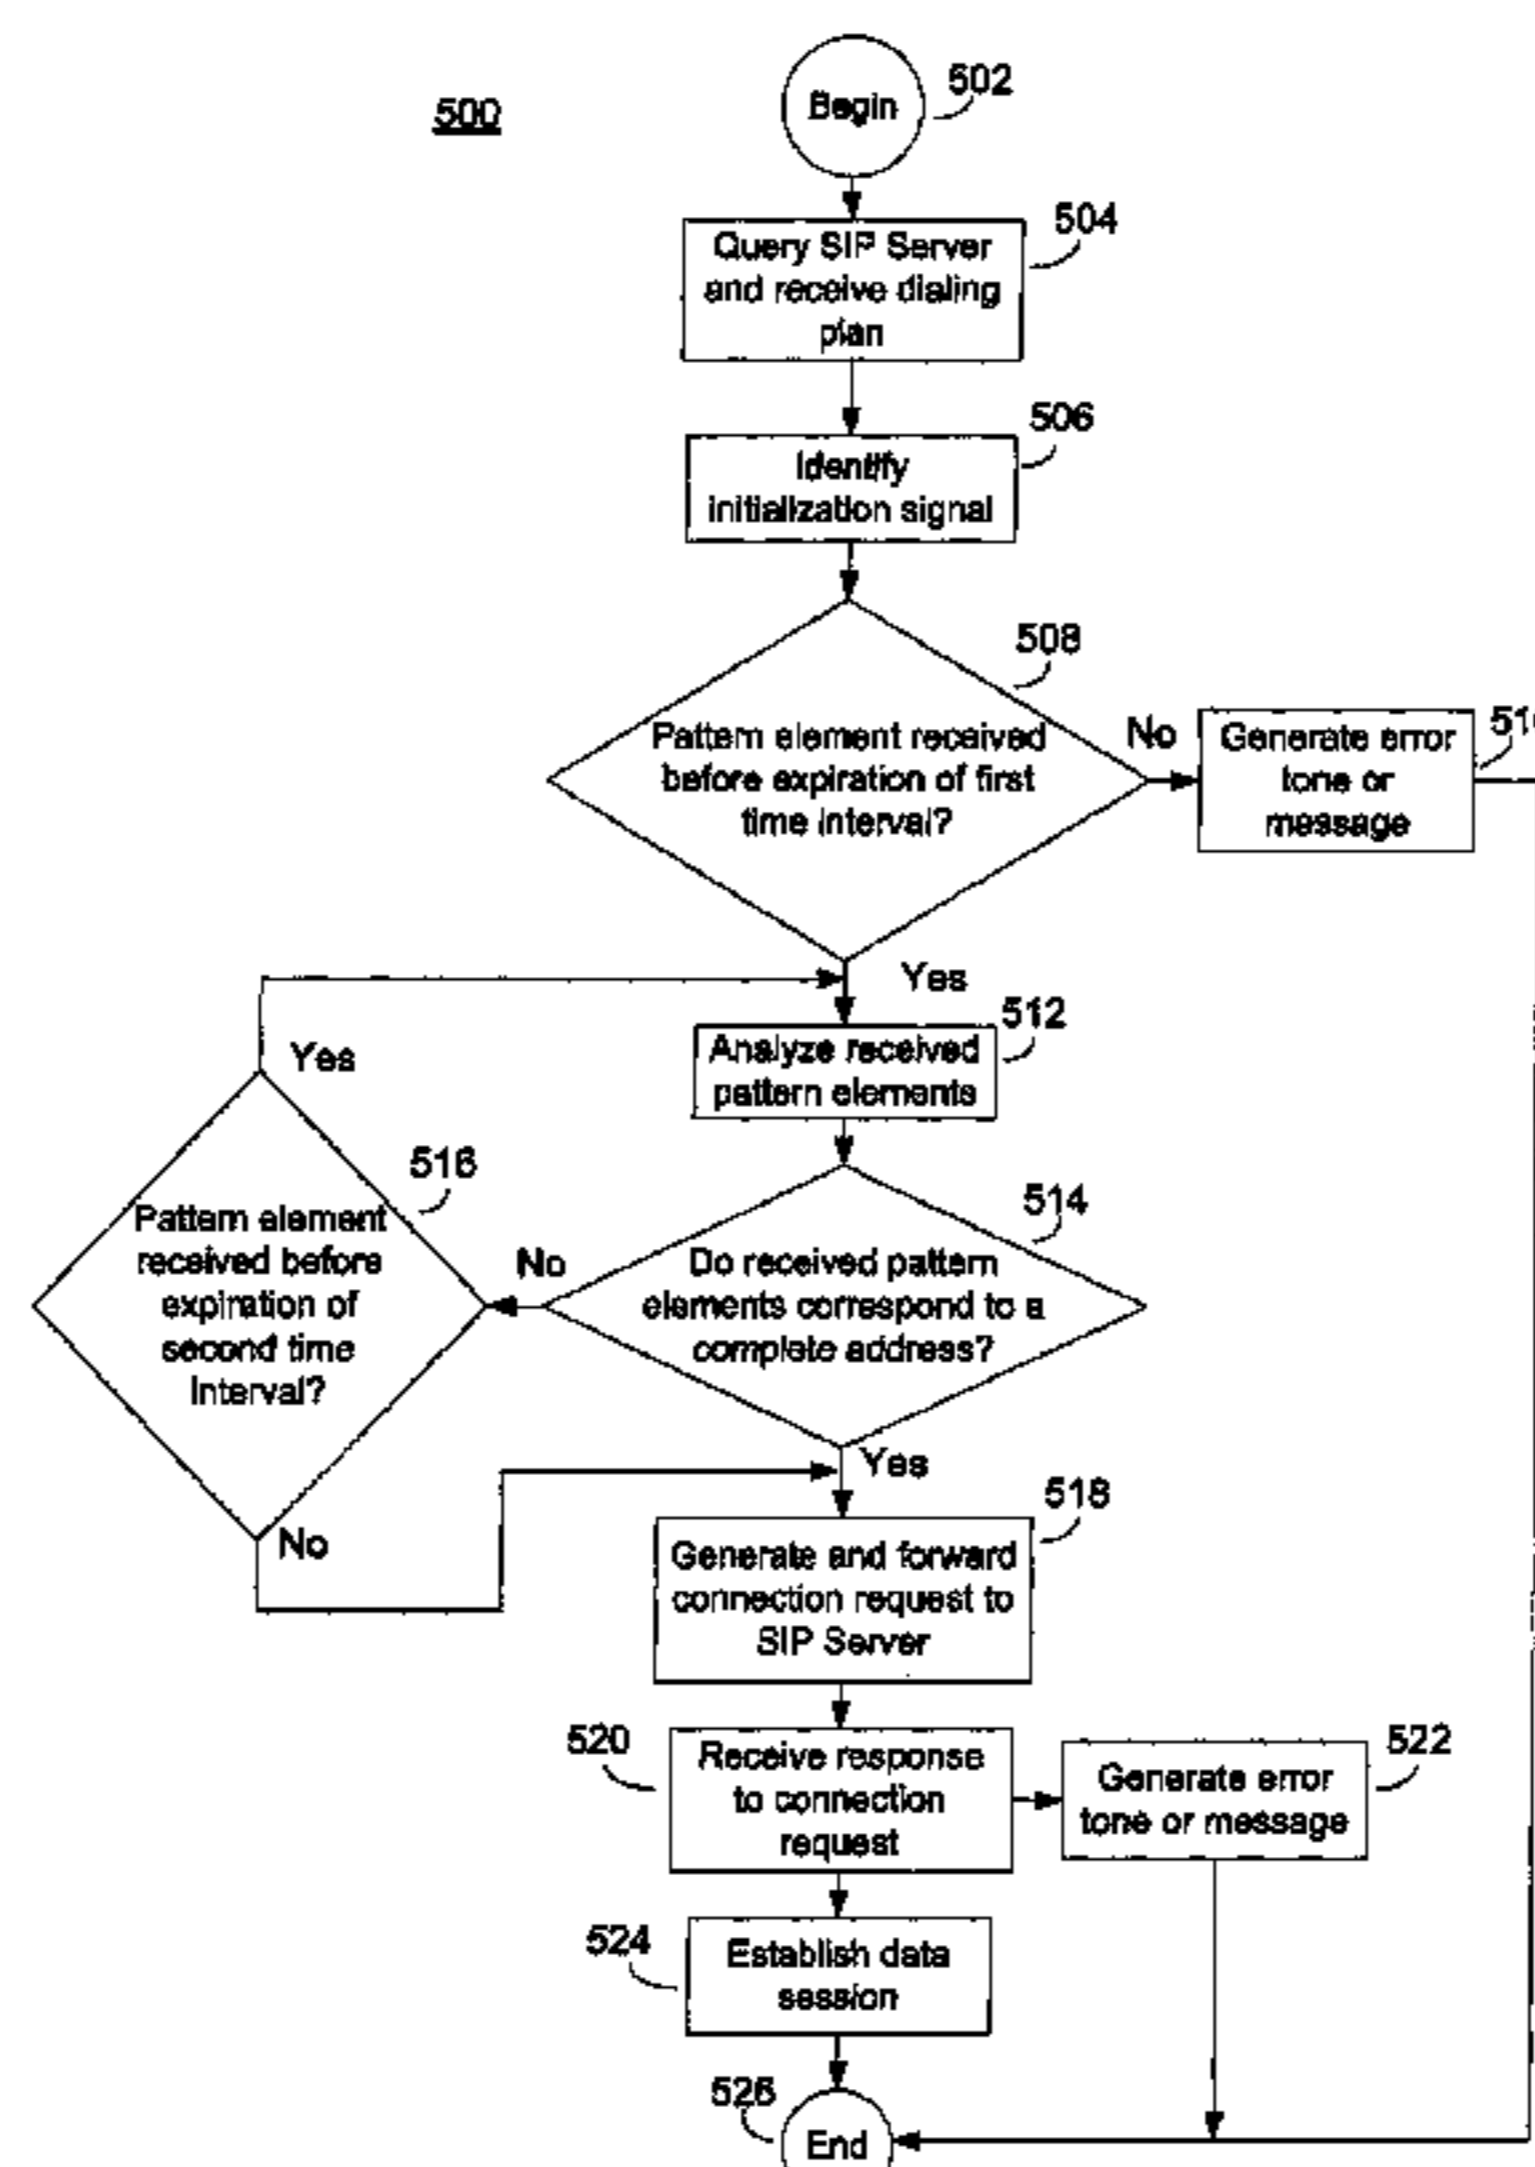 500
Begin
502
Query SIP Server
and receive dialing
plan
504
Identify
initialization signal
506
Pattern element received
before expiration of first
time interval?
508
No
Generate error
tone or
message
Yes
Analyze received
pattern elements
512
Yes
Pattern element
received before
expiration of
second time
interval?
516
No
Do received pattern
elements correspond to a
complete address?
514
Yes
No
Generate and forward
connection request to
SIP Server
518
520
Receive response
to connection
request
Generate error
tone or message
522
524
Establish data
session
526
End